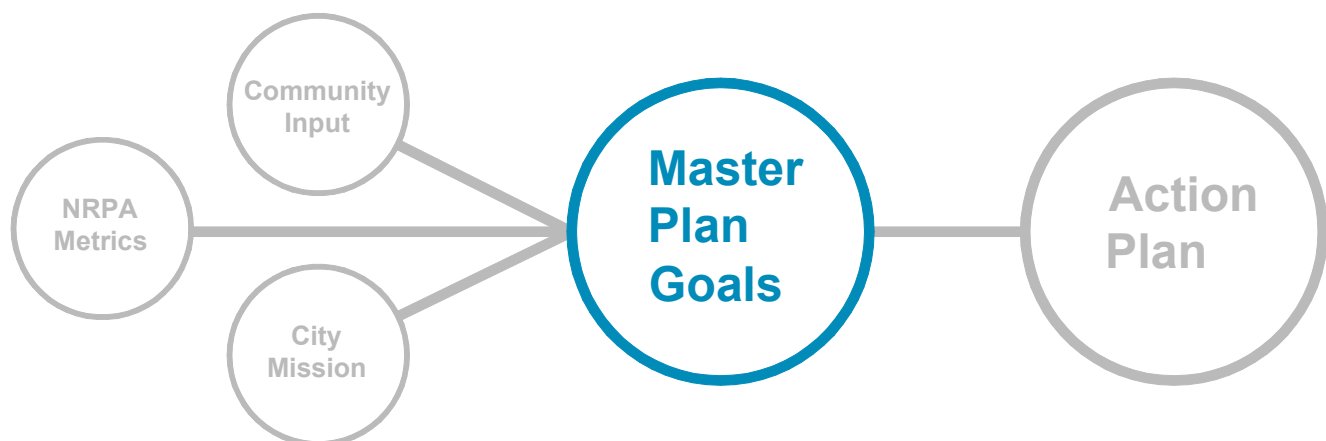 Community
Input
NRPA
Metrics
City
Mission
Master
Plan
Goals
Action
Plan